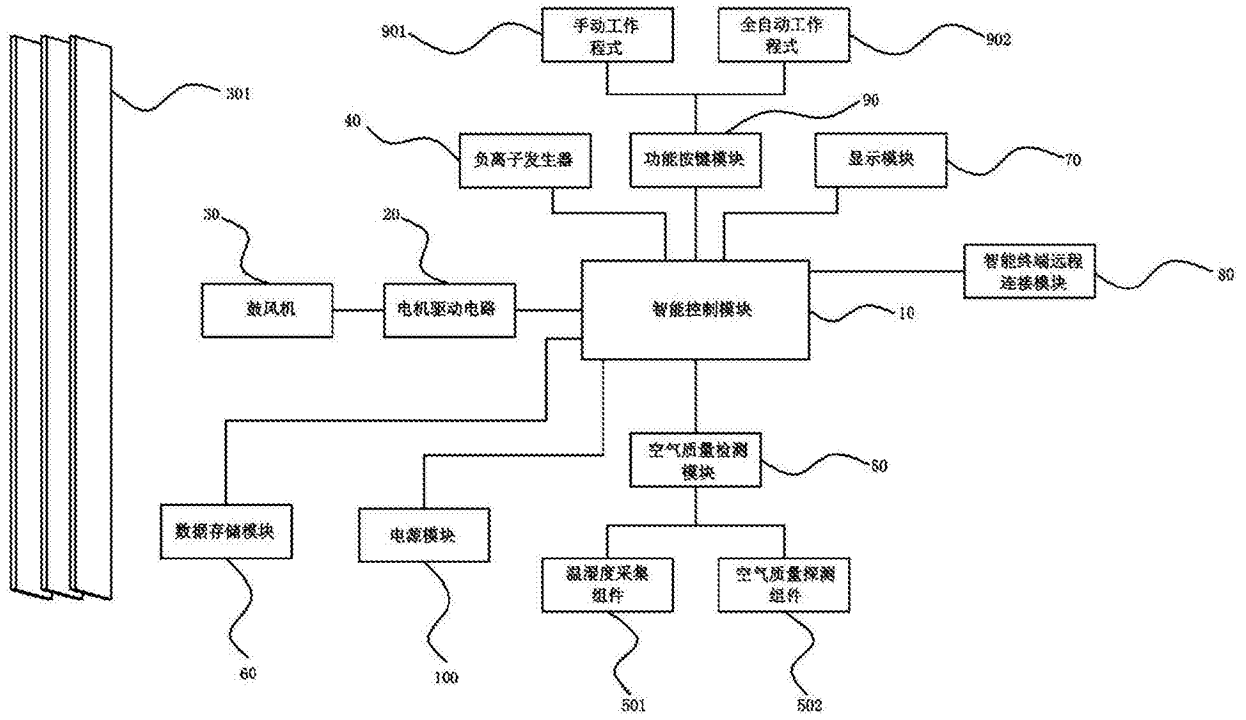 901
手动工作
程式
全自动工作
程式
902
301
40
负离子发生器
90
功能按键模块
显示模块
70
30
20
鼓风机
电机驱动电路
智能控制模块
10
智能终端远程
连接模块
80
空气质量检测
模块
50
数据存储模块
电源模块
温湿度采集
组件
空气质量探测
组件
60
100
501
502